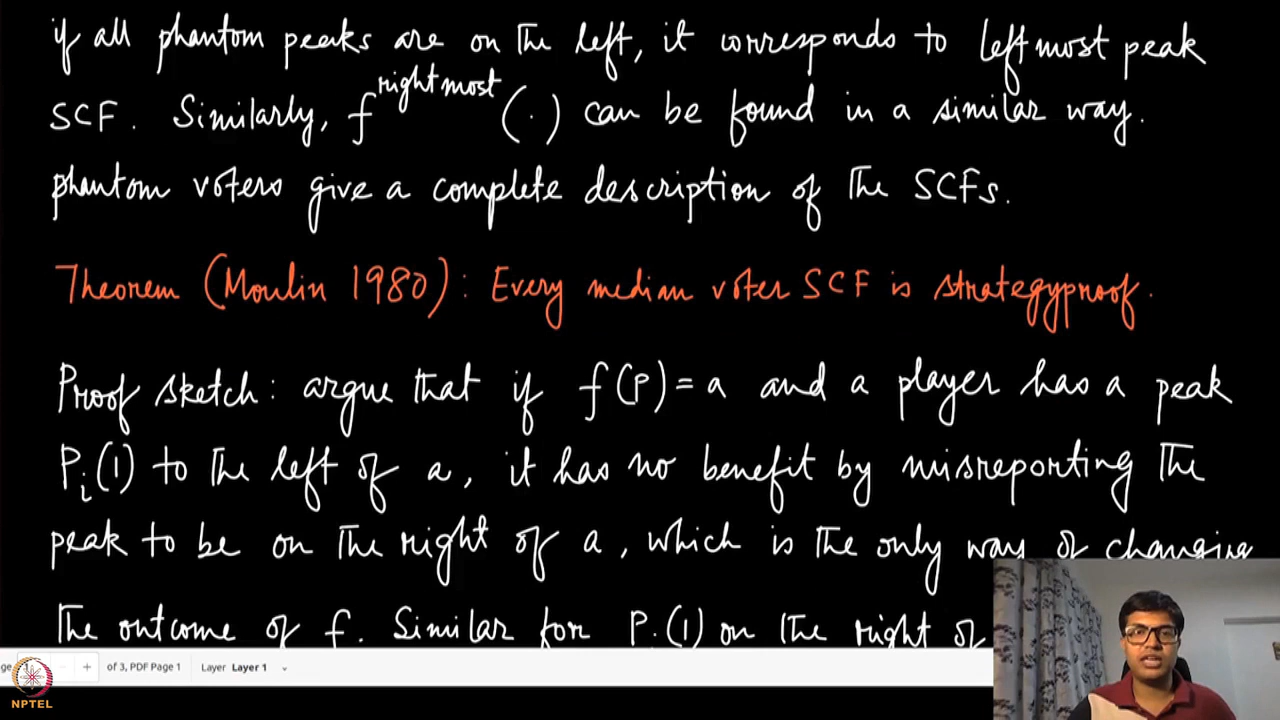 if all phantom peaks are on the left, it corresponds to leftmost peak
SCF. Similarly, f^rightmost (.) can be found in a similar way.
phantom voters give a complete description of the SCFs.
Theorem (Moulin 1980): Every median voter SCF is strategyproof.
Proof sketch: argue that if f(P) = a and a player has a peak
P_i(1) to the left of a, it has no benefit by misreporting the
peak to be on the right of a, which is the only way of changing
the outcome of f. Similar for P_i(1) on the right of
of 3, PDF Page 1 Layer Layer 1
NPTEL